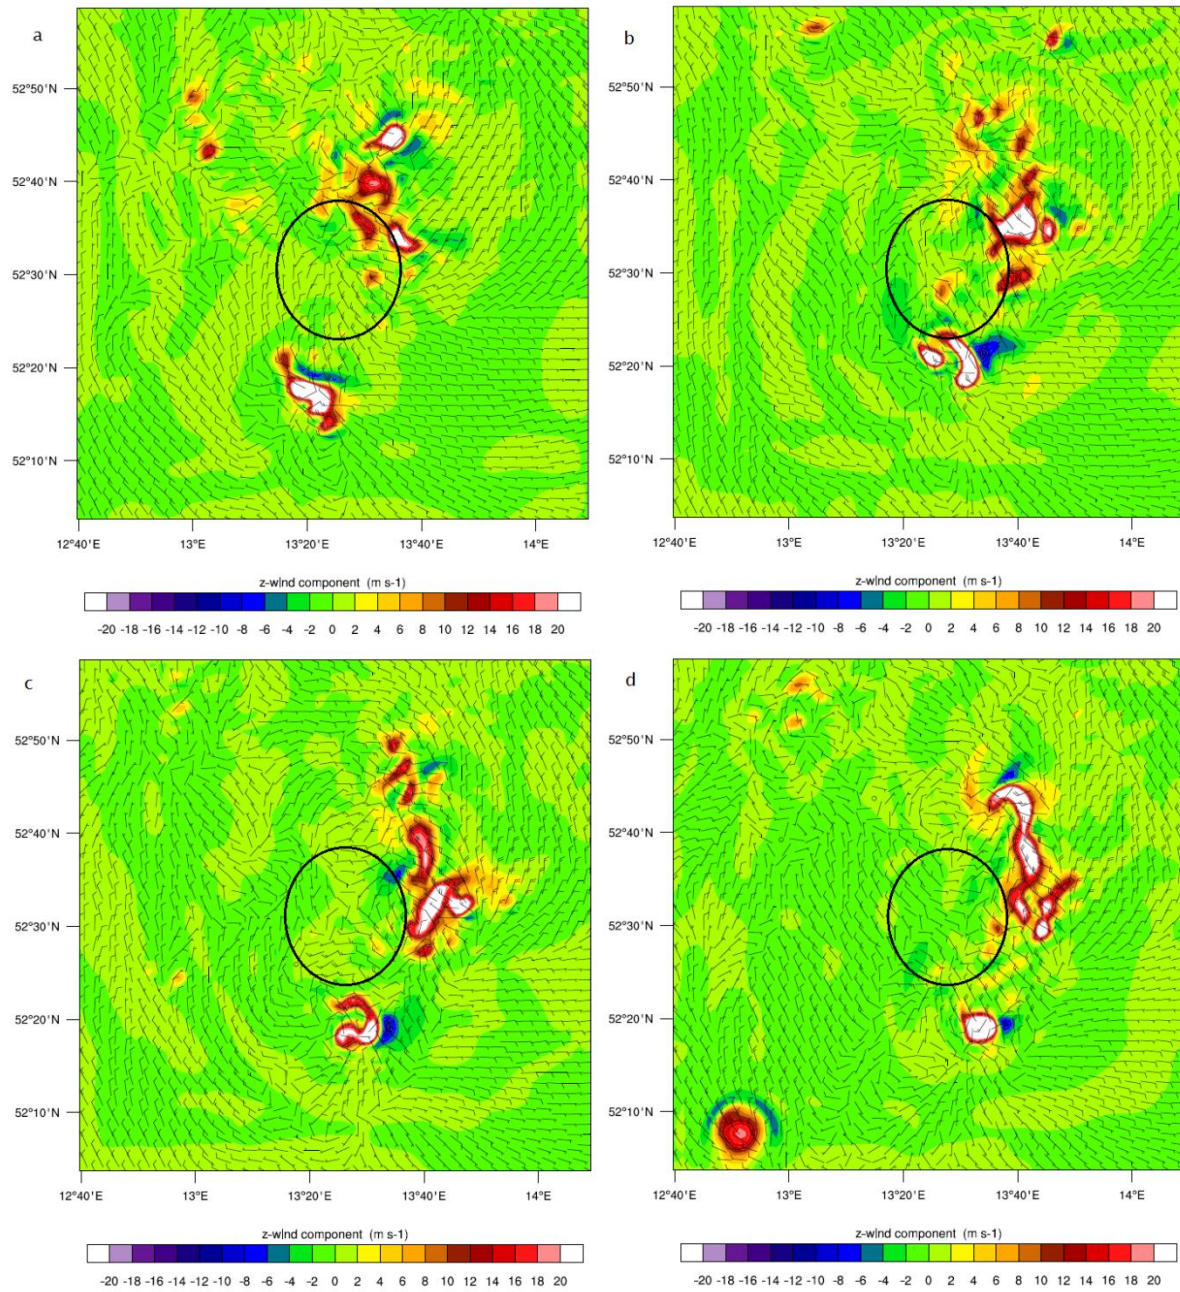 a
52°50'N
52°40'N
52°30'N
52°20'N
52°10'N
12°40'E 13°E 13°20'E 13°40'E 14°E
z-wind component (m s-1)
-20 -18 -16 -14 -12 -10 -8 -6 -4 -2 0 2 4 6 8 10 12 14 16 18 20
b
52°50'N
52°40'N
52°30'N
52°20'N
52°10'N
12°40'E 13°E 13°20'E 13°40'E 14°E
z-wind component (m s-1)
-20 -18 -16 -14 -12 -10 -8 -6 -4 -2 0 2 4 6 8 10 12 14 16 18 20
c
52°50'N
52°40'N
52°30'N
52°20'N
52°10'N
12°40'E 13°E 13°20'E 13°40'E 14°E
z-wind component (m s-1)
-20 -18 -16 -14 -12 -10 -8 -6 -4 -2 0 2 4 6 8 10 12 14 16 18 20
d
52°50'N
52°40'N
52°30'N
52°20'N
52°10'N
12°40'E 13°E 13°20'E 13°40'E 14°E
z-wind component (m s-1)
-20 -18 -16 -14 -12 -10 -8 -6 -4 -2 0 2 4 6 8 10 12 14 16 18 20